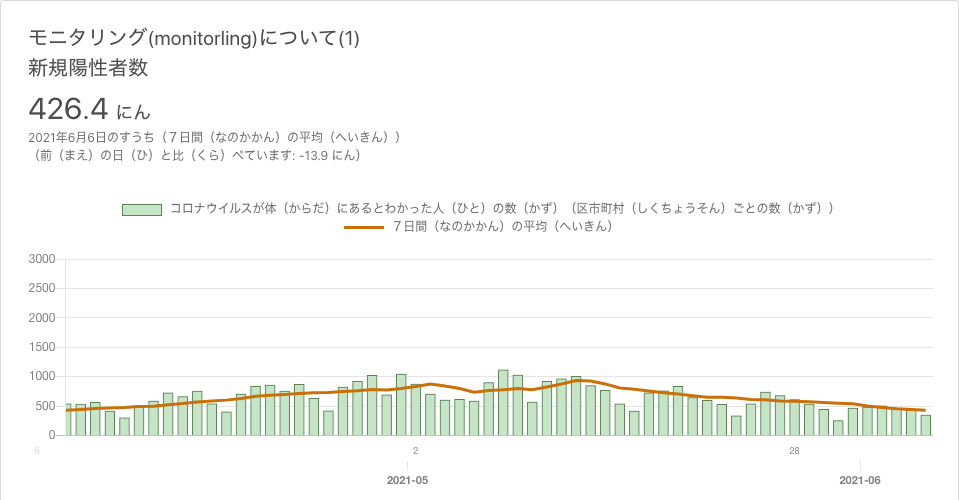 モニタリング(monitorling)について(1)
新規陽性者数
426.4 にん
2021年6月6日のすうち（７日間（なのかかん）の平均（へいきん））
（前（まえ）の日（ひ）と比（くら）べています: -13.9 にん）
コロナウイルスが体（からだ）にあるとわかった人（ひと）の数（かず）（区市町村（しくちょうそん）ごとの数（かず））
７日間（なのかかん）の平均（へいきん）
3000
2500
2000
1500
1000
500
0
6 2 28
2021-05 2021-06